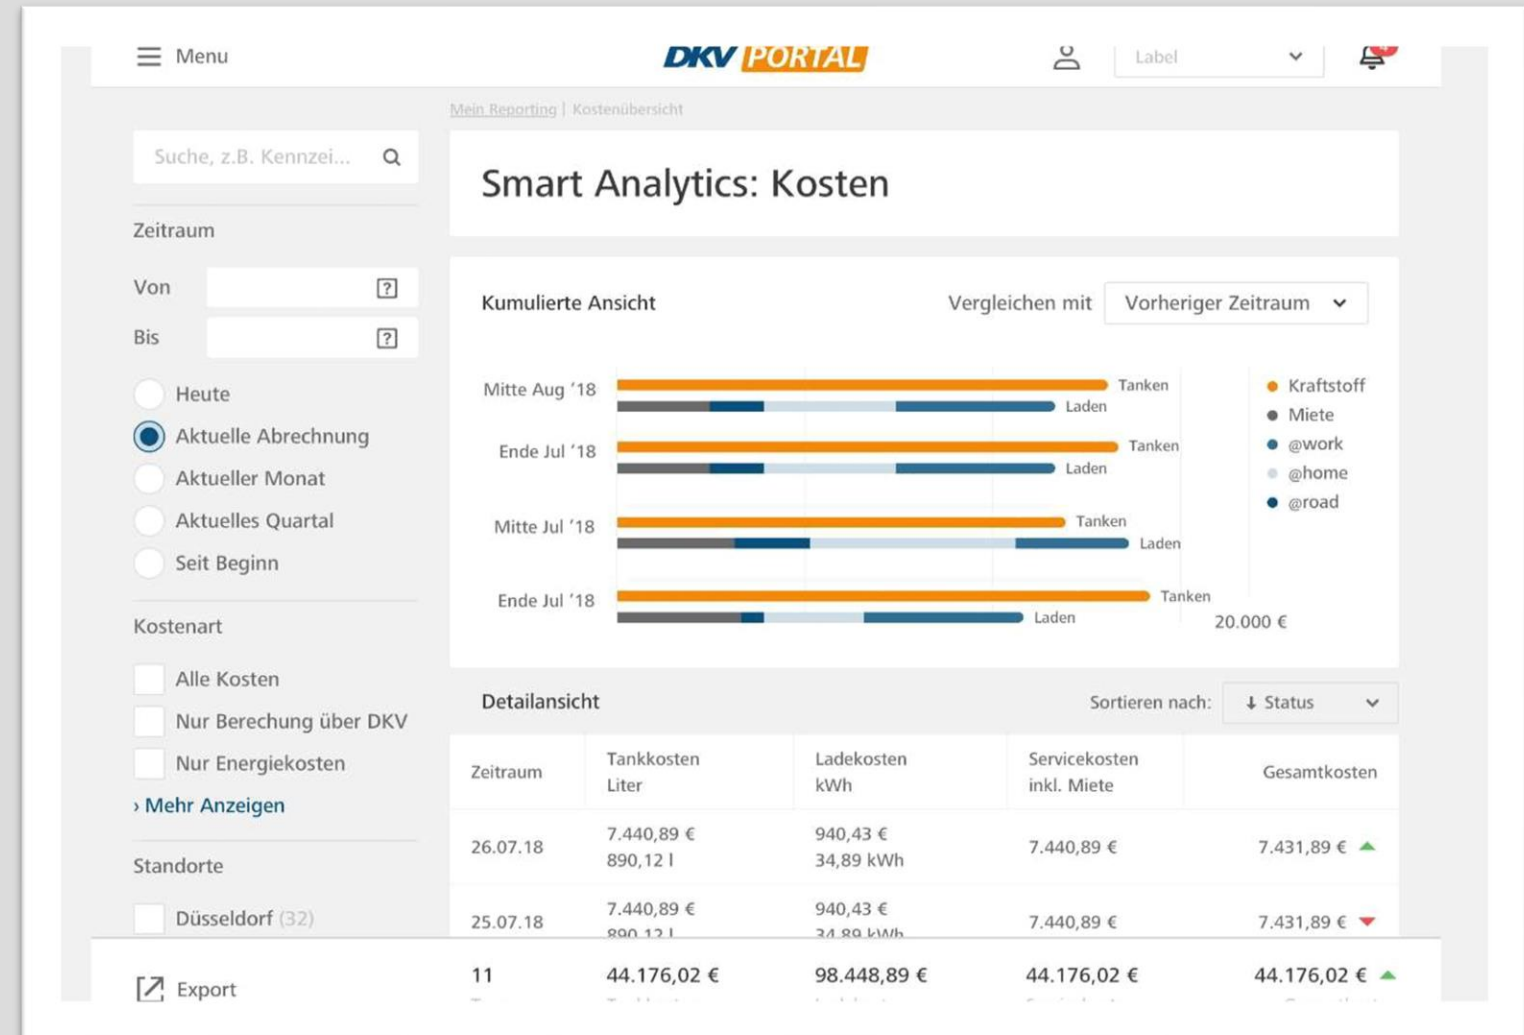 Menu
DKV PORTAL
Label
Mein Reporting | Kostenübersicht
Suche, z.B. Kennzei...
Zeitraum
Von
?
Bis
?
Heute
Aktuelle Abrechnung
Aktueller Monat
Aktuelles Quartal
Seit Beginn
Kostenart
Alle Kosten
Nur Berechung über DKV
Nur Energiekosten
› Mehr Anzeigen
Standorte
Düsseldorf (32)
Export
Smart Analytics: Kosten
Kumulierte Ansicht
Vergleichen mit
Vorheriger Zeitraum
Mitte Aug '18
Tanken
Laden
Ende Jul '18
Tanken
Laden
Mitte Jul '18
Tanken
Laden
Ende Jul '18
Tanken
Laden
20.000 €
Kraftstoff
Miete
@work
@home
@road
Detailansicht
Sortieren nach:
↓ Status
Zeitraum
Tankkosten
Liter
Ladekosten
kWh
Servicekosten
inkl. Miete
Gesamtkosten
26.07.18
7.440,89 €
890,12 l
940,43 €
34,89 kWh
7.440,89 €
7.431,89 €
25.07.18
7.440,89 €
890,12 l
940,43 €
34,89 kWh
7.440,89 €
7.431,89 €
11
44.176,02 €
98.448,89 €
44.176,02 €
44.176,02 €